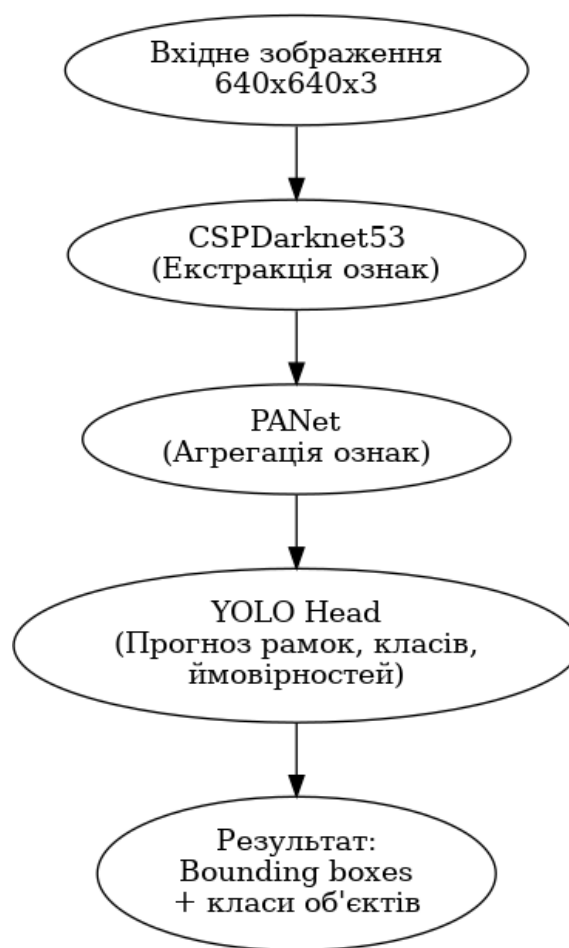 Вхідне зображення
640x640x3
CSPDarknet53
(Екстракція ознак)
PANet
(Агрегація ознак)
YOLO Head
(Прогноз рамок, класів,
ймовірностей)
Результат:
Bounding boxes
+ класи об'єктів